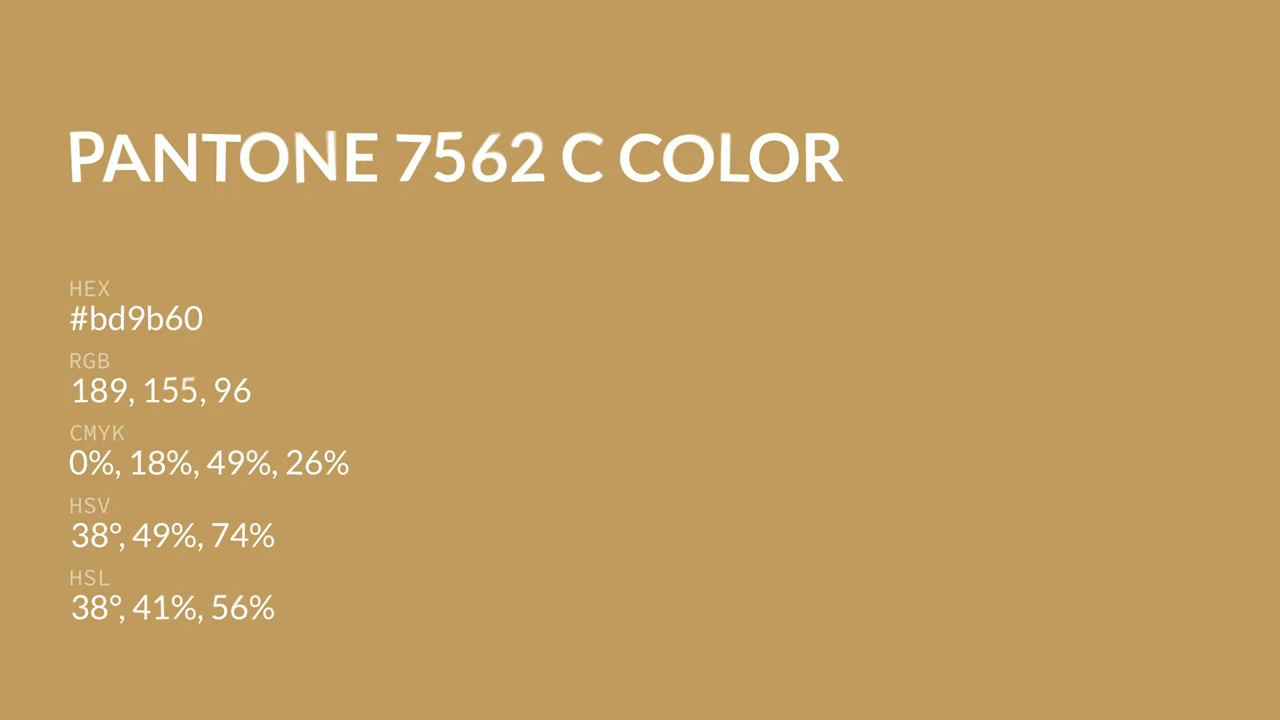 PANTONE 7562 C COLOR
HEX
#bd9b60
RGB
189, 155, 96
CMYK
0%, 18%, 49%, 26%
HSV
38°, 49%, 74%
HSL
38°, 41%, 56%